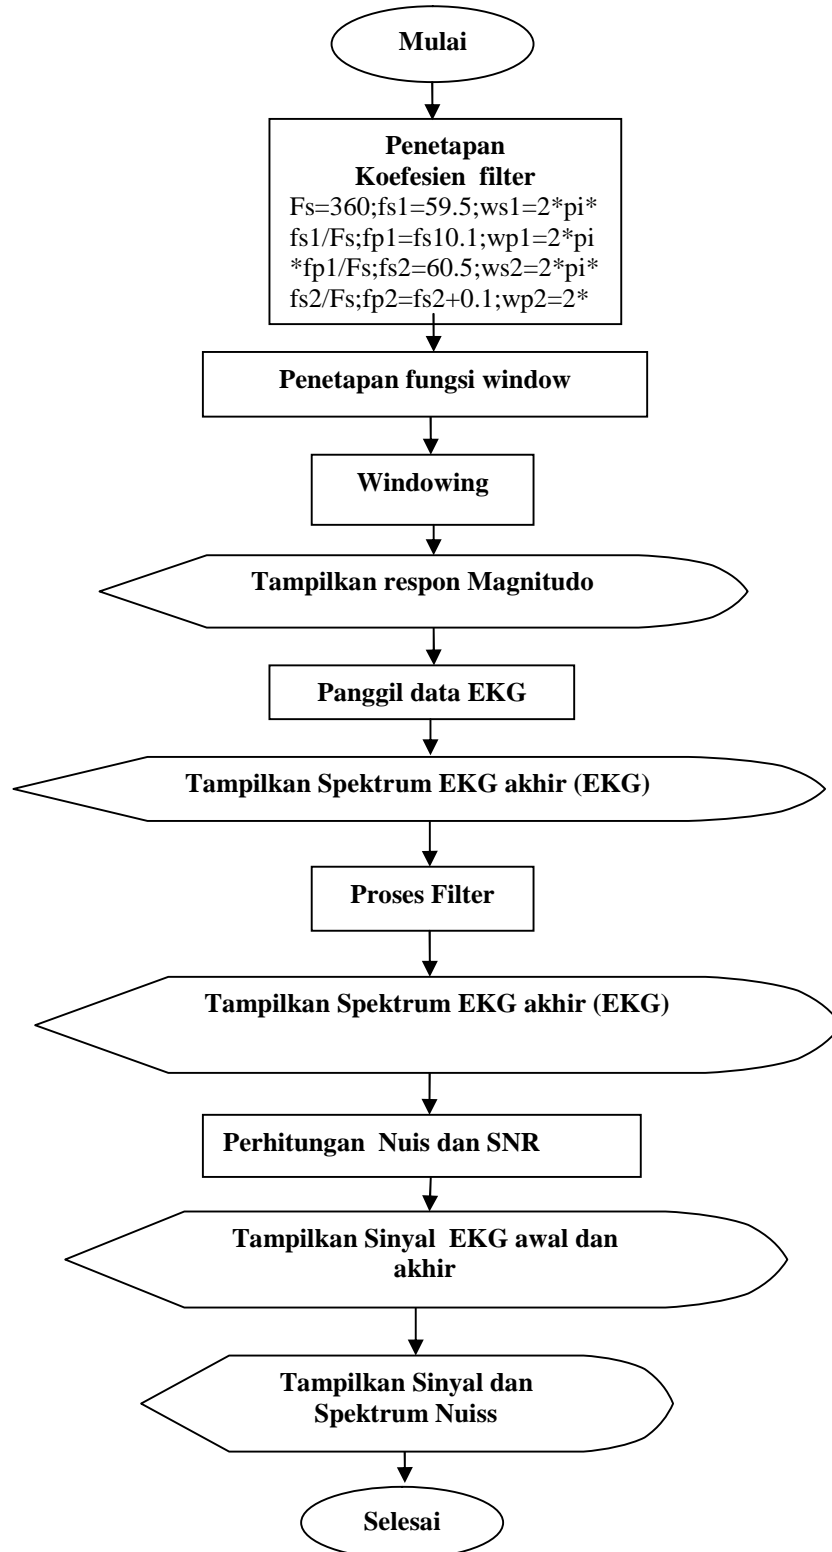 Mulai
Penetapan
Koefesien  filter
Fs=360;fs1=59.5;ws1=2*pi*
fs1/Fs;fp1=fs10.1;wp1=2*pi
*fp1/Fs;fs2=60.5;ws2=2*pi*
fs2/Fs;fp2=fs2+0.1;wp2=2*
Penetapan fungsi window
Windowing
Tampilkan respon Magnitudo
Panggil data EKG
Tampilkan Spektrum EKG akhir (EKG)
Proses Filter
Tampilkan Spektrum EKG akhir (EKG)
Perhitungan  Nuis dan SNR
Tampilkan Sinyal  EKG awal dan
akhir
Tampilkan Sinyal dan
Spektrum Nuiss
Selesai